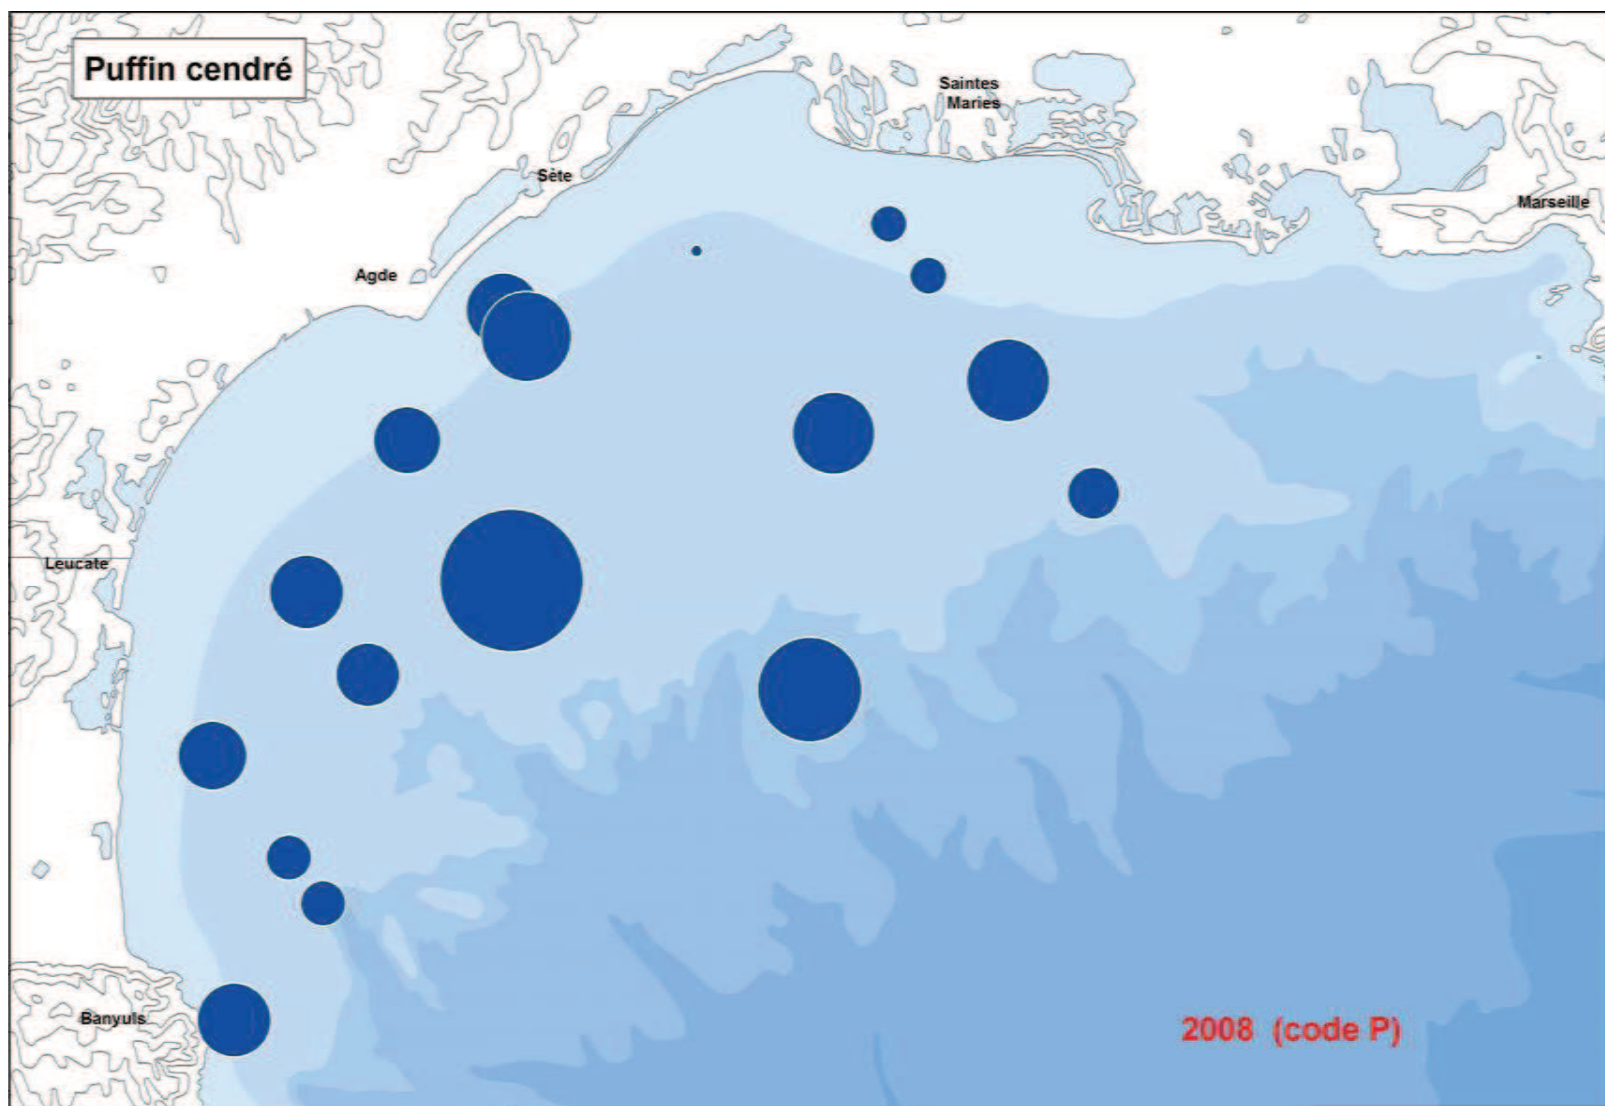 Puffin cendré
Saintes
Maries
Sète
Marseille
Agde
Leucate
Banyuls
2008 (code P)